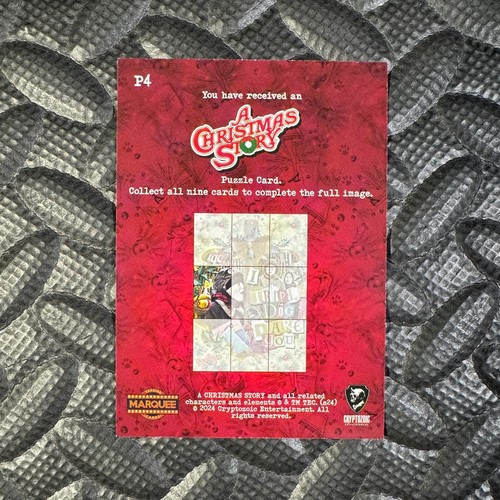 P4
You have received an
A
CHRISTMAS
STORY
Puzzle Card.
Collect all nine cards to complete the full image.
A CHRISTMAS STORY and all related
characters and elements © & TM TEC. (s24)
© 2024 Cryptozoic Entertainment. All
rights reserved.
MARQUEE
CRYPTOZOIC